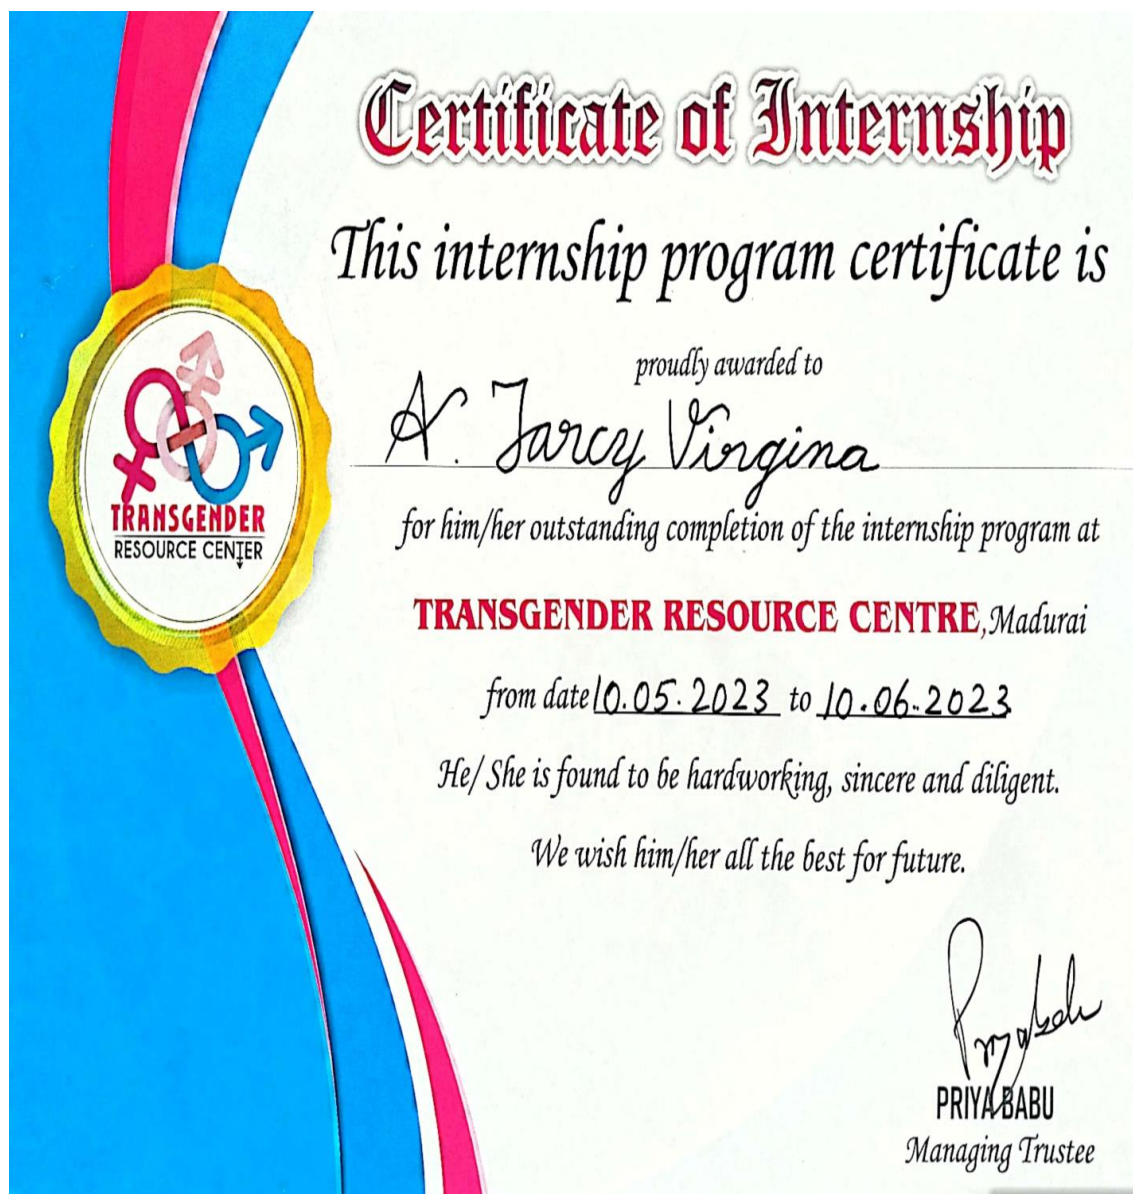 Certificate of Internship
This internship program certificate is
proudly awarded to
A. Jarcy Virgina
for him/her outstanding completion of the internship program at
TRANSGENDER RESOURCE CENTRE, Madurai
from date 10.05.2023 to 10.06.2023
He/ She is found to be hardworking, sincere and diligent.
We wish him/her all the best for future.
TRANSGENDER
RESOURCE CENTER
Priyababu
PRIYA BABU
Managing Trustee